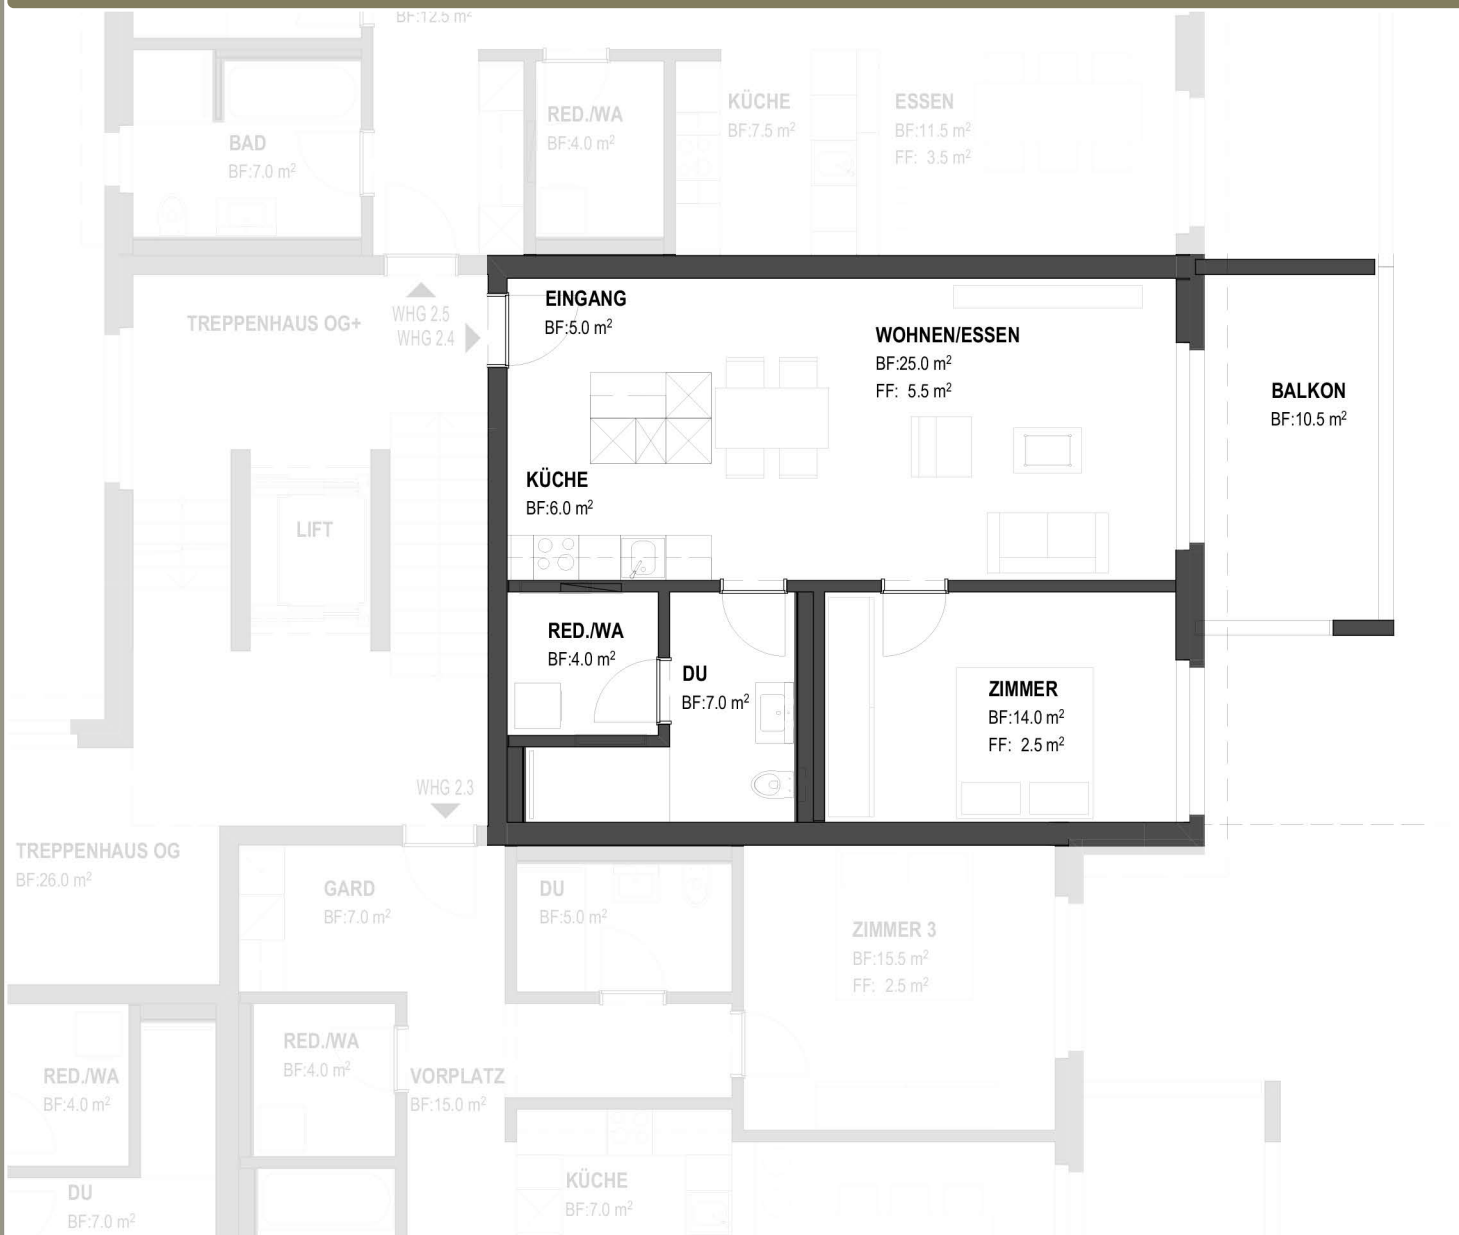 BF:12.5 m²
BAD
BF:7.0 m²
RED./WA
BF:4.0 m²
KÜCHE
BF:7.5 m²
ESSEN
BF:11.5 m²
FF: 3.5 m²
TREPPENHAUS OG+
WHG 2.5
WHG 2.4
EINGANG
BF:5.0 m²
WOHNEN/ESSEN
BF:25.0 m²
FF: 5.5 m²
BALKON
BF:10.5 m²
KÜCHE
BF:6.0 m²
LIFT
RED./WA
BF:4.0 m²
DU
BF:7.0 m²
ZIMMER
BF:14.0 m²
FF: 2.5 m²
WHG 2.3
TREPPENHAUS OG
BF:26.0 m²
GARD
BF:7.0 m²
DU
BF:5.0 m²
ZIMMER 3
BF:15.5 m²
FF: 2.5 m²
RED./WA
BF:4.0 m²
RED./WA
BF:4.0 m²
VORPLATZ
BF:15.0 m²
DU
BF:7.0 m²
KÜCHE
BF:7.0 m²